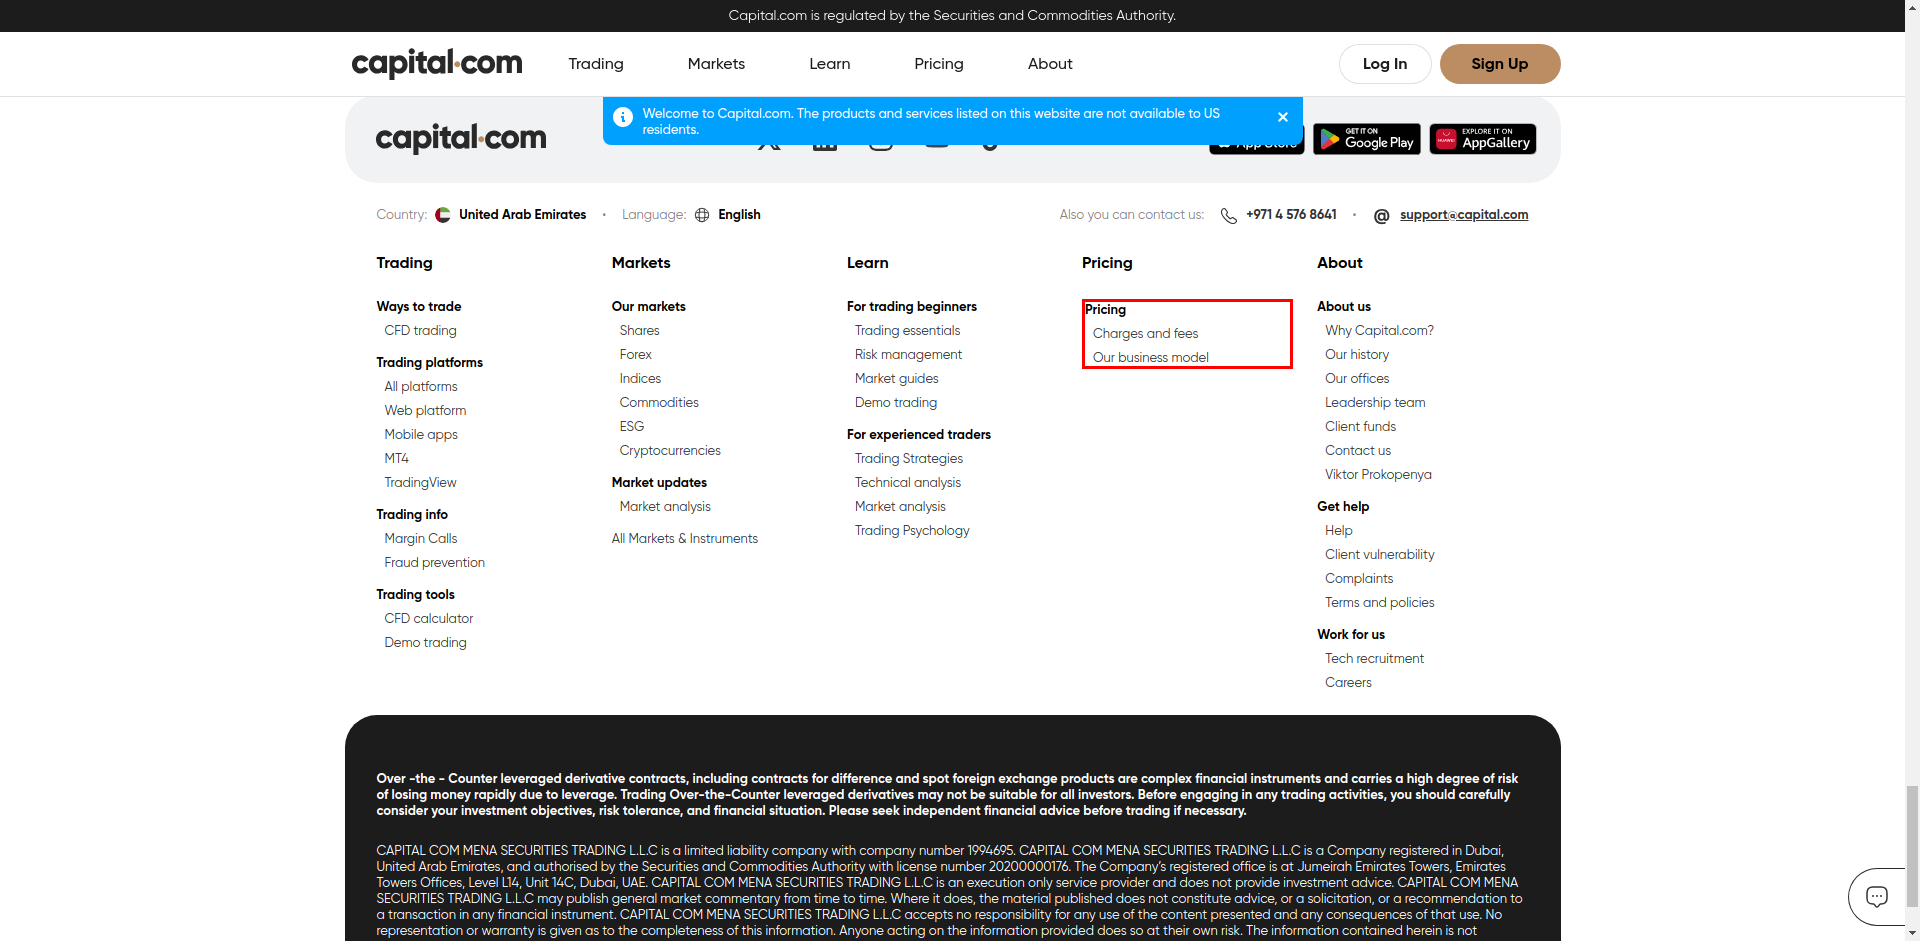 Capital.com is regulated by the Securities and Commodities Authority.
capital.com Trading Markets Learn Pricing About Log In Sign Up
Welcome to Capital.com. The products and services listed on this website are not available to US
residents.
capital.com
GET IT ON
Google Play
EXPLORE IT ON
AppGallery
Country: United Arab Emirates • Language: English
Also you can contact us: +971 4 576 8641 • @ support@capital.com
Trading
Ways to trade
CFD trading
Trading platforms
All platforms
Web platform
Mobile apps
MT4
TradingView
Trading info
Margin Calls
Fraud prevention
Trading tools
CFD calculator
Demo trading
Markets
Our markets
Shares
Forex
Indices
Commodities
ESG
Cryptocurrencies
Market updates
Market analysis
All Markets & Instruments
Learn
For trading beginners
Trading essentials
Risk management
Market guides
Demo trading
For experienced traders
Trading Strategies
Technical analysis
Market analysis
Trading Psychology
Pricing
Pricing
Charges and fees
Our business model
About
About us
Why Capital.com?
Our history
Our offices
Leadership team
Client funds
Contact us
Viktor Prokopenya
Get help
Help
Client vulnerability
Complaints
Terms and policies
Work for us
Tech recruitment
Careers
Over -the - Counter leveraged derivative contracts, including contracts for difference and spot foreign exchange products are complex financial instruments and carries a high degree of risk
of losing money rapidly due to leverage. Trading Over-the-Counter leveraged derivatives may not be suitable for all investors. Before engaging in any trading activities, you should carefully
consider your investment objectives, risk tolerance, and financial situation. Please seek independent financial advice before trading if necessary.
CAPITAL COM MENA SECURITIES TRADING L.L.C is a limited liability company with company number 1994695. CAPITAL COM MENA SECURITIES TRADING L.L.C is a Company registered in Dubai,
United Arab Emirates, and authorised by the Securities and Commodities Authority with license number 20200000176. The Company's registered office is at Jumeirah Emirates Towers, Emirates
Towers Offices, Level L14, Unit 14C, Dubai, UAE. CAPITAL COM MENA SECURITIES TRADING L.L.C is an execution only service provider and does not provide investment advice. CAPITAL COM MENA
SECURITIES TRADING L.L.C may publish general market commentary from time to time. Where it does, the material published does not constitute advice, or a solicitation, or a recommendation to
a transaction in any financial instrument. CAPITAL COM MENA SECURITIES TRADING L.L.C accepts no responsibility for any use of the content presented and any consequences of that use. No
representation or warranty is given as to the completeness of this information. Anyone acting on the information provided does so at their own risk. The information contained herein is not